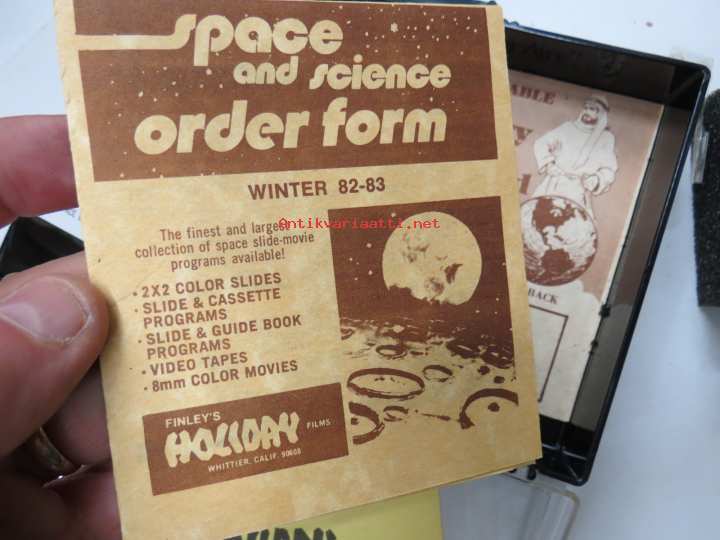 space
and science
order form
WINTER 82-83
The finest and largest
collection of space slide-movie
programs available!
• 2X2 COLOR SLIDES
• SLIDE & CASSETTE
PROGRAMS
• SLIDE & GUIDE BOOK
PROGRAMS
• VIDEO TAPES
• 8mm COLOR MOVIES
FINLEY'S
HOLIDAY FILMS
WHITTIER, CALIF. 90608
Antikvariaatti.net
ABLE
BACK